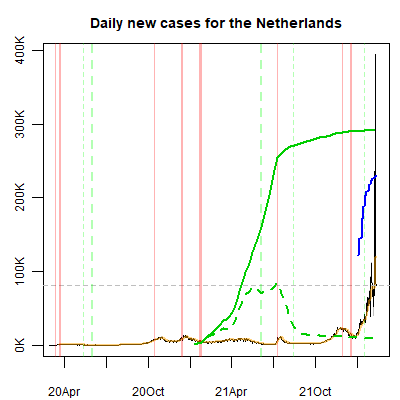 Daily new cases for the Netherlands
400K
300K
200K
100K
0K
20Apr
20Oct
21Apr
21Oct